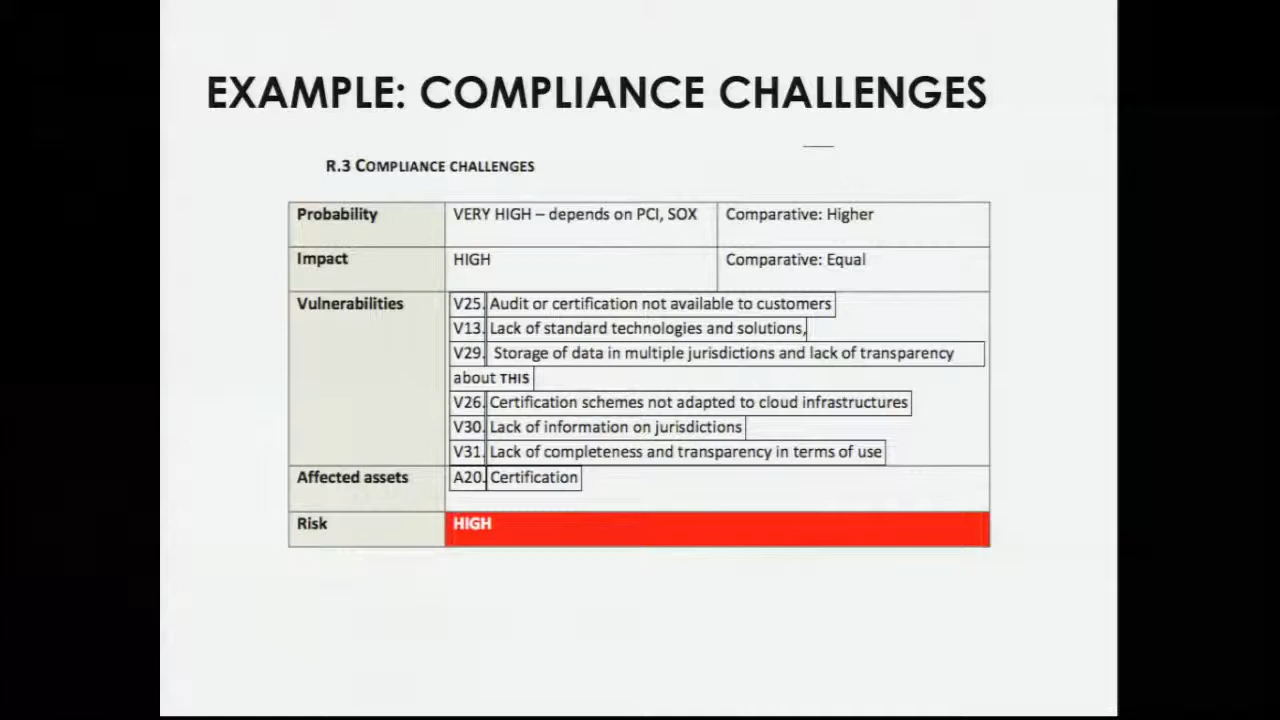 EXAMPLE: COMPLIANCE CHALLENGES
R.3 COMPLIANCE CHALLENGES
Probability VERY HIGH – depends on PCI, SOX Comparative: Higher
Impact HIGH Comparative: Equal
Vulnerabilities V25. Audit or certification not available to customers
V13. Lack of standard technologies and solutions,
V29. Storage of data in multiple jurisdictions and lack of transparency
about THIS
V26. Certification schemes not adapted to cloud infrastructures
V30. Lack of information on jurisdictions
V31. Lack of completeness and transparency in terms of use
Affected assets A20. Certification
Risk HIGH